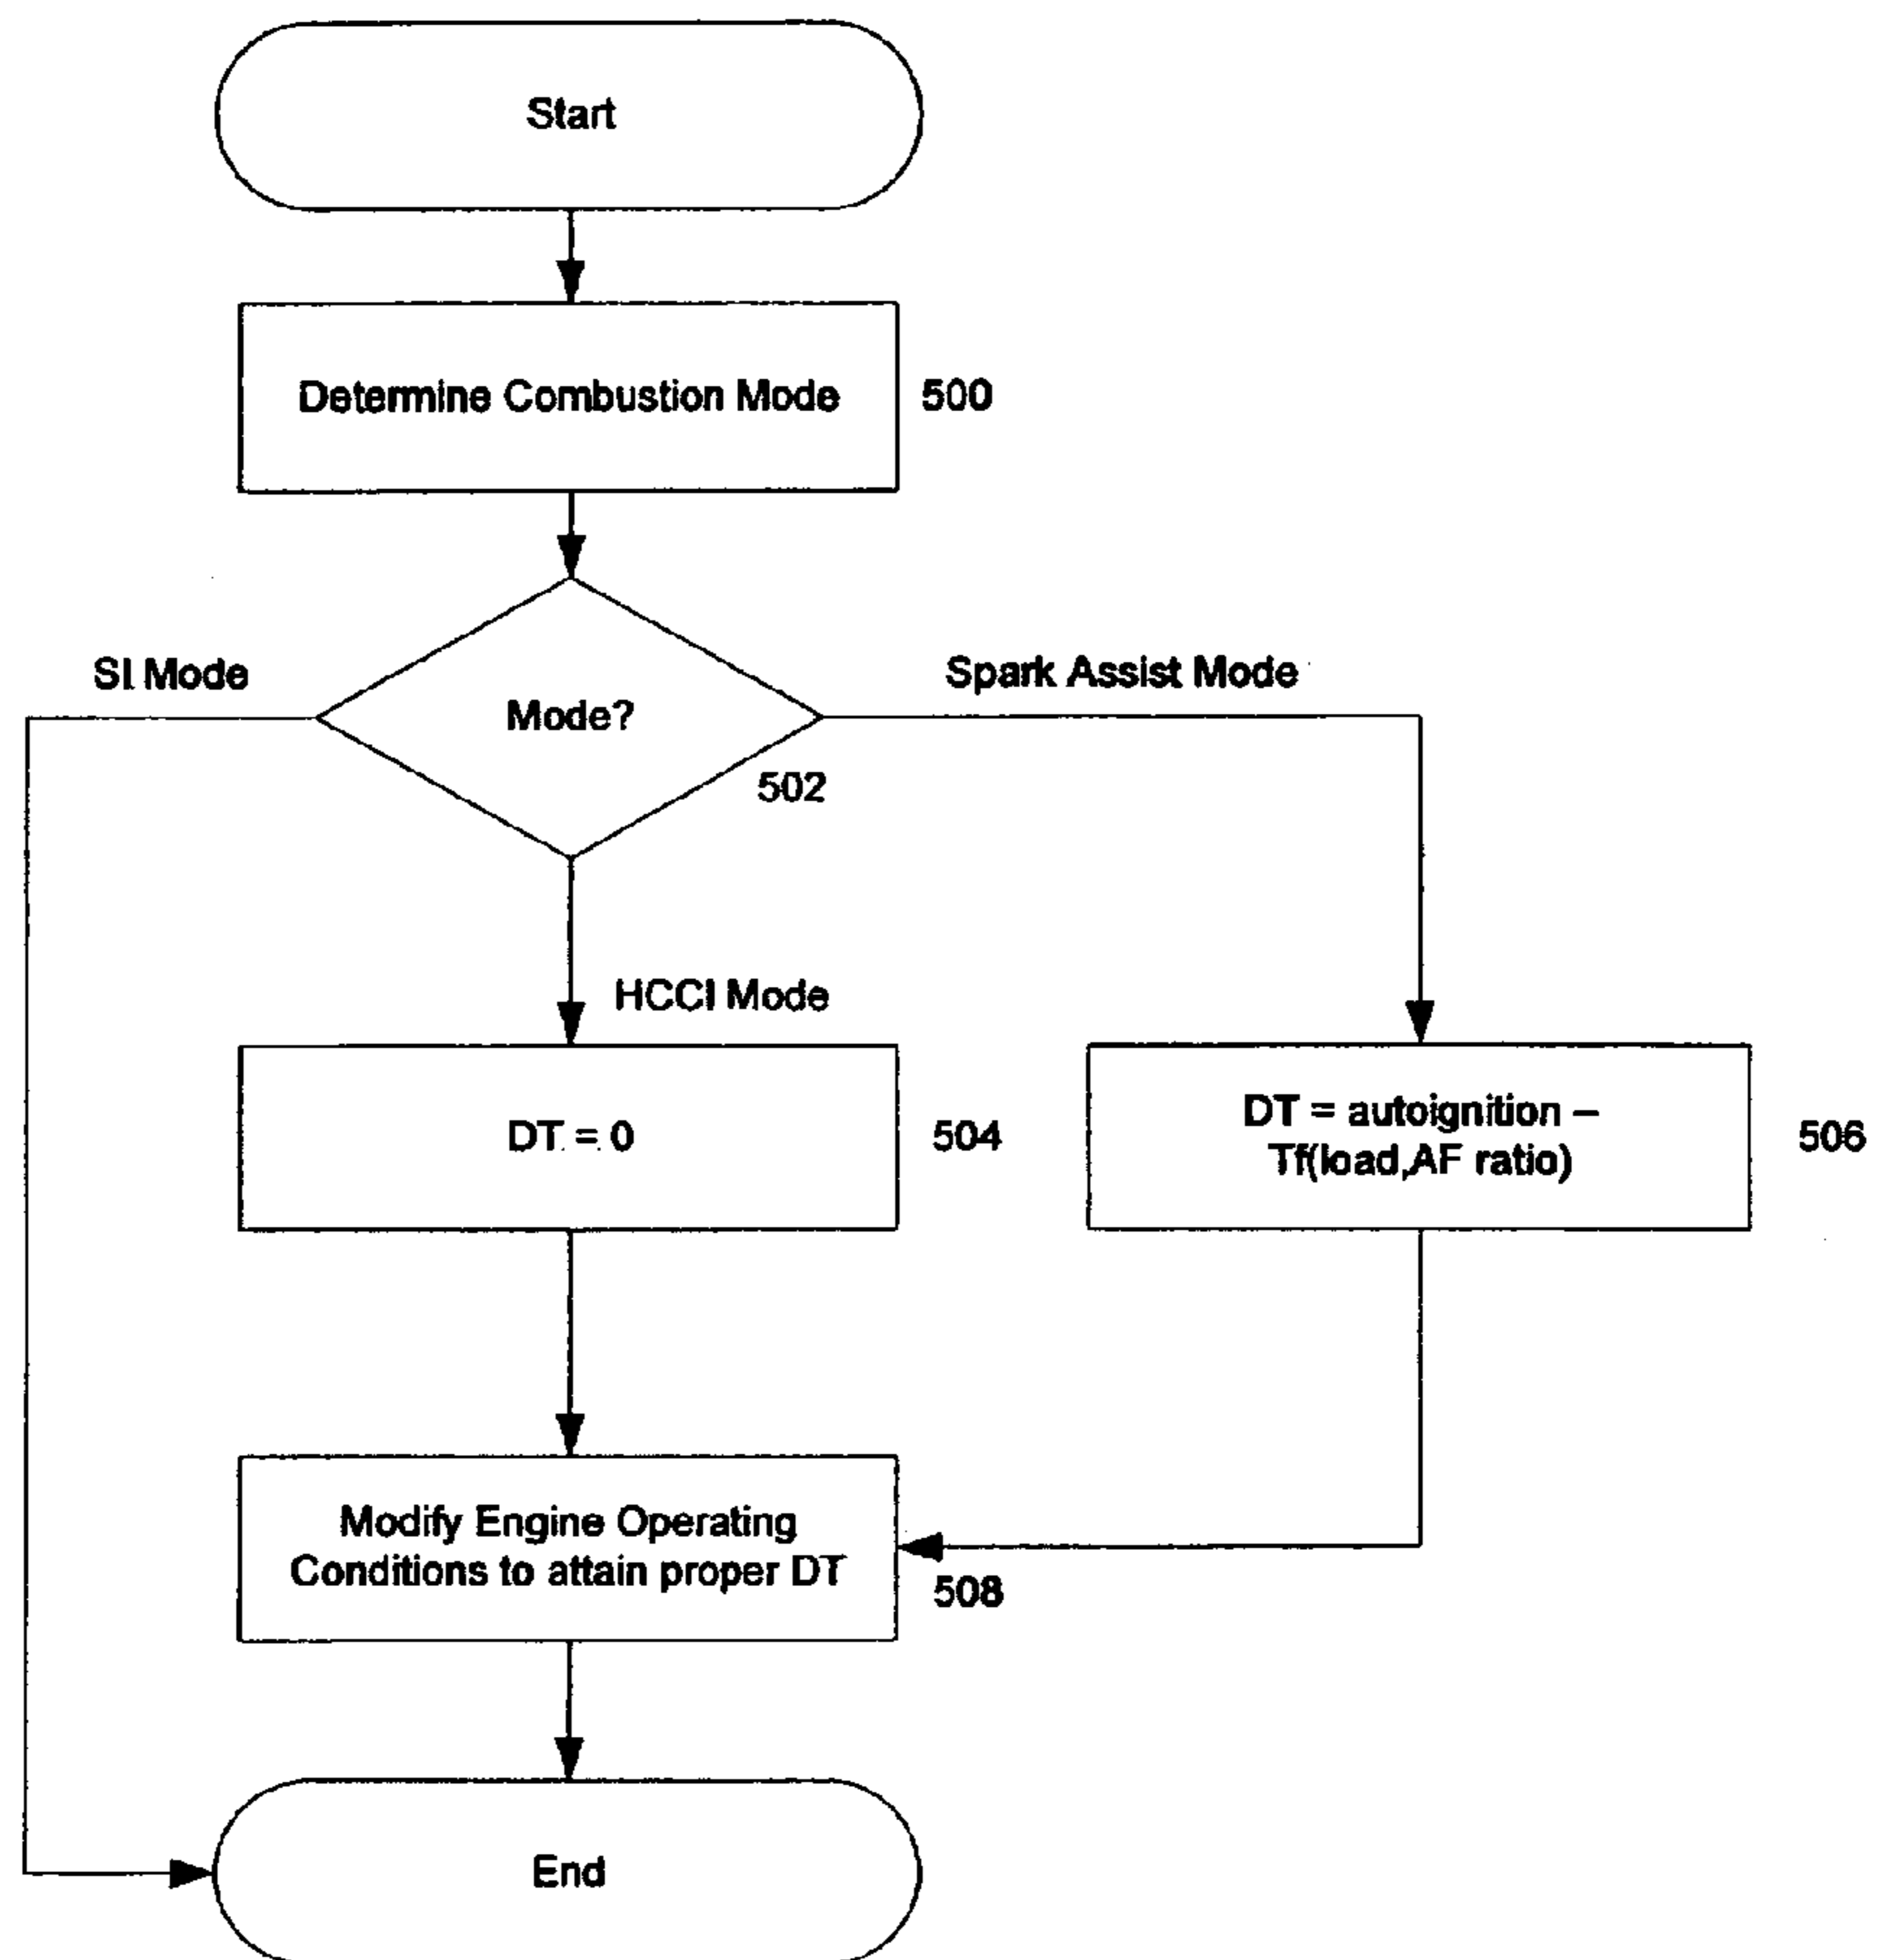 Start
Determine Combustion Mode
500
SI Mode
Spark Assist Mode
Mode?
502
HCCI Mode
DT = 0
504
DT = autoignition –
Tf(load,AF ratio)
506
Modify Engine Operating
Conditions to attain proper DT
508
End